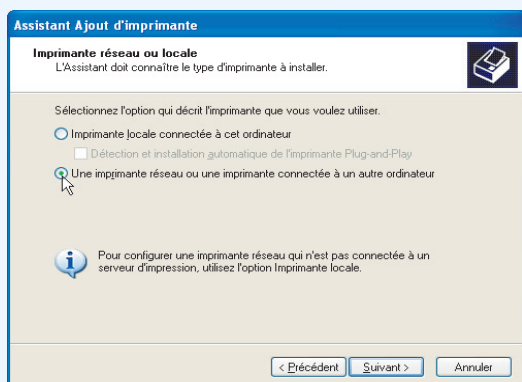 Assistant Ajout d'imprimante
Imprimante réseau ou locale
L'Assistant doit connaître le type d'imprimante à installer.
Sélectionnez l'option qui décrit l'imprimante que vous voulez utiliser.
Imprimante locale connectée à cet ordinateur
Détection et installation automatique de l'imprimante Plug-and-Play
Une imprimante réseau ou une imprimante connectée à un autre ordinateur
Pour configurer une imprimante réseau qui n'est pas connectée à un
serveur d'impression, utilisez l'option Imprimante locale.
< Précédent Suivant > Annuler